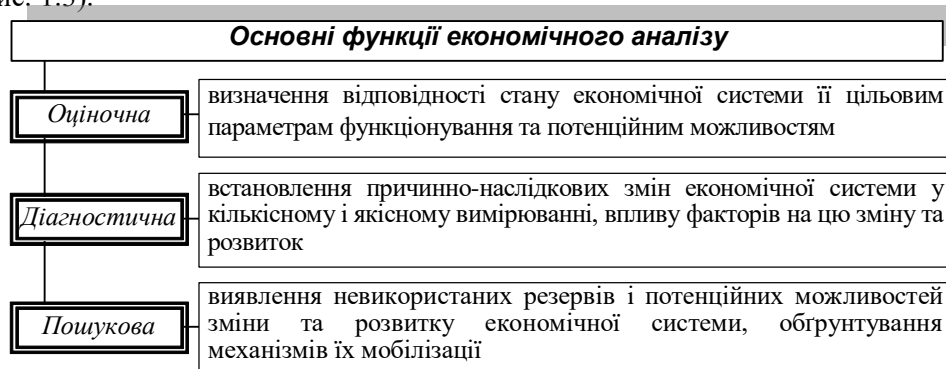 Основні функції економічного аналізу
Оціночна
визначення відповідності стану економічної системи її цільовим
параметрам функціонування та потенційним можливостям
Діагностична
встановлення причинно-наслідкових змін економічної системи у
кількісному і якісному вимірюванні, впливу факторів на цю зміну та
розвиток
Пошукова
виявлення невикористаних резервів і потенційних можливостей
зміни та розвитку економічної системи, обґрунтування
механізмів їх мобілізації